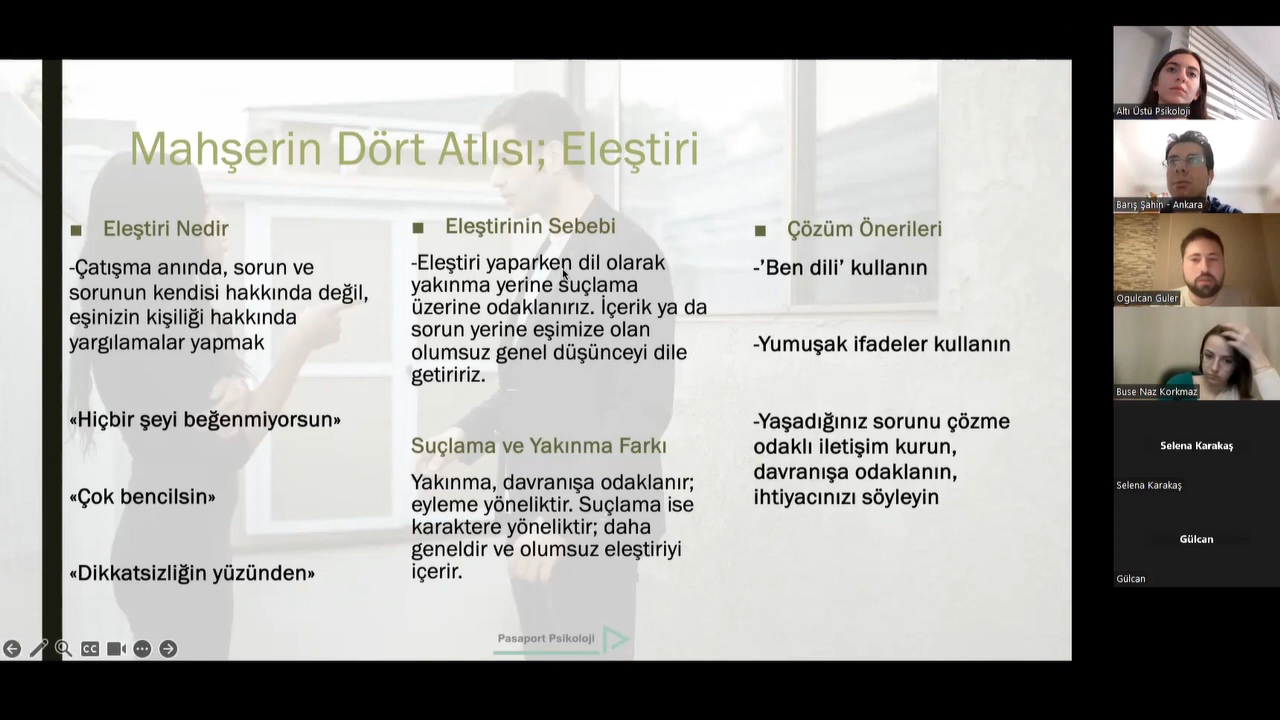 Mahşerin Dört Atlısı; Eleştiri
Eleştiri Nedir
-Çatışma anında, sorun ve
sorunun kendisi hakkında değil,
eşinizin kişiliği hakkında
yargılamalar yapmak
«Hiçbir şeyi beğenmiyorsun»
«Çok bencilsin»
«Dikkatsizliğin yüzünden»
Eleştirinin Sebebi
-Eleştiri yaparken dil olarak
yakınma yerine suçlama
üzerine odaklanırız. İçerik ya da
sorun yerine eşimize olan
olumsuz genel düşünceyi dile
getiririz.
Suçlama ve Yakınma Farkı
Yakınma, davranışa odaklanır;
eyleme yöneliktir. Suçlama ise
karaktere yöneliktir; daha
geneldir ve olumsuz eleştiriyi
içerir.
Çözüm Önerileri
-’Ben dili’ kullanın
-Yumuşak ifadeler kullanın
-Yaşadığınız sorunu çözme
odaklı iletişim kurun,
davranışa odaklanın,
ihtiyacınızı söyleyin
Pasaport Psikoloji
CC
Altı Üstü Psikoloji
Barış Şahin - Ankara
Ogulcan Guler
Buse Naz Korkmaz
Selena Karakaş
Selena Karakaş
Gülcan
Gülcan